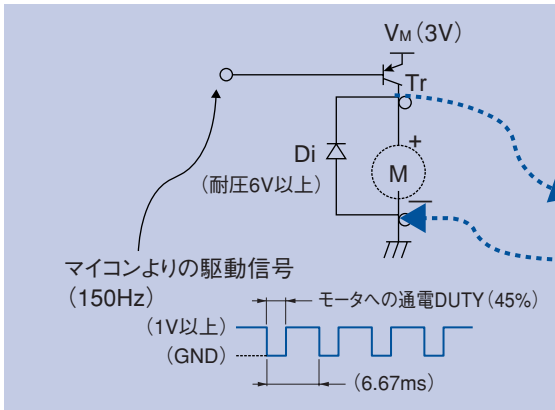 VM(3V)
Tr
+
Di
M
(耐圧6V以上)
−
マイコンよりの駆動信号
(150Hz)
モータへの通電DUTY(45%)
(1V以上)
(GND)
(6.67ms)